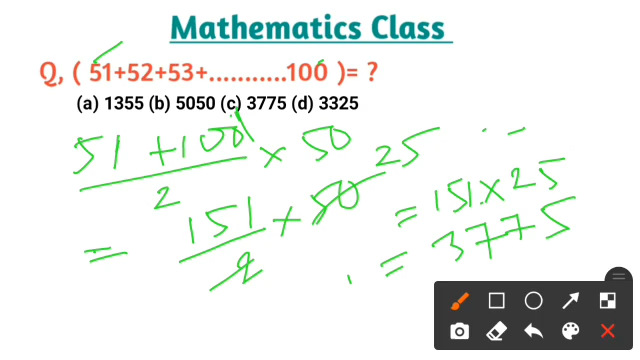 Mathematics Class
Q, ( 51+52+53+...........100 )= ?
(a) 1355 (b) 5050 (c) 3775 (d) 3325
51 + 100 × 50
2
= 151 × 50 25
2
= 151 × 25
= 3775